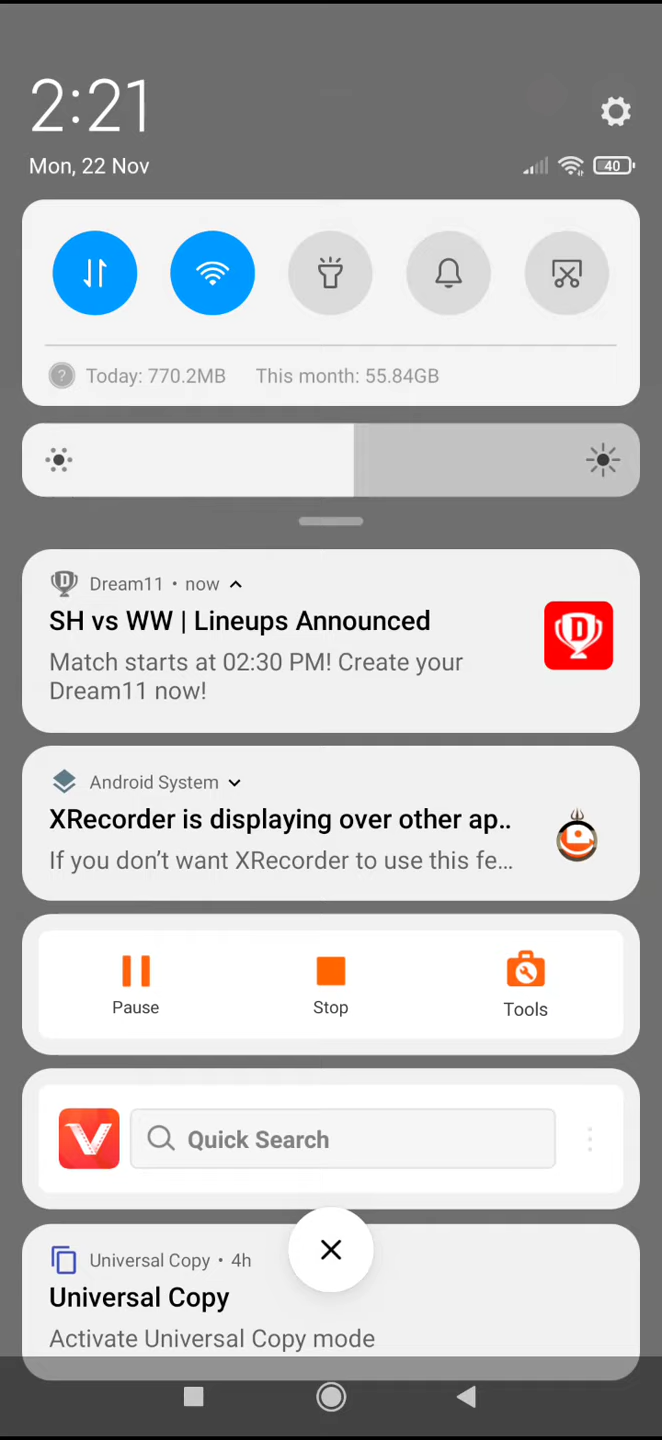 2:21
Mon, 22 Nov
40
Today: 770.2MB This month: 55.84GB
Dream11 • now
SH vs WW | Lineups Announced
Match starts at 02:30 PM! Create your
Dream11 now!
Android System
XRecorder is displaying over other ap..
If you don’t want XRecorder to use this fe...
Pause Stop Tools
Quick Search
Universal Copy • 4h
Universal Copy
Activate Universal Copy mode